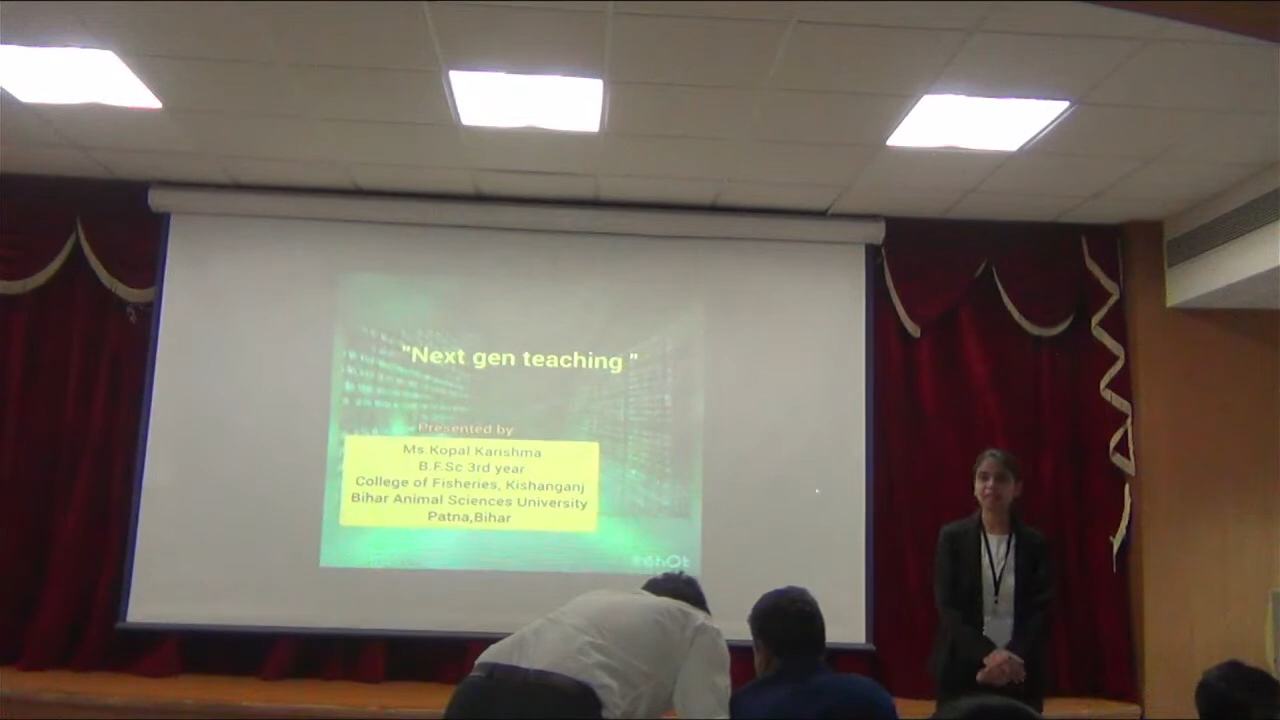 "Next gen teaching "
Presented by
Ms.Kopal Karishma
B.F.Sc 3rd year
College of Fisheries, Kishanganj
Bihar Animal Sciences University
Patna,Bihar